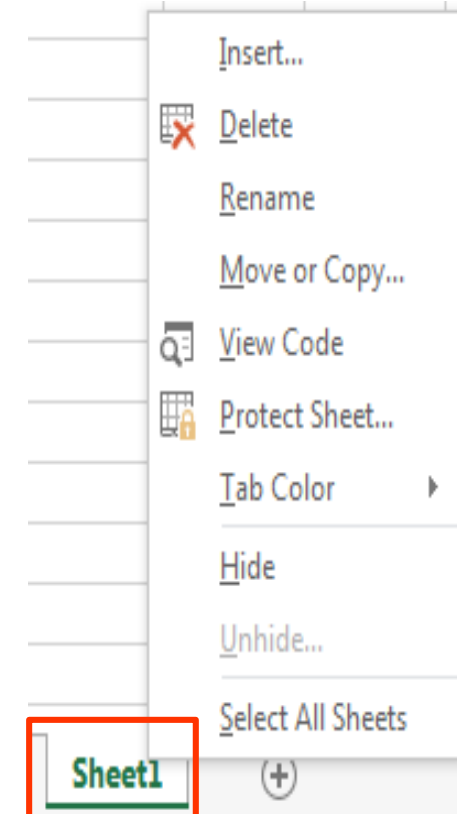 Insert...
Delete
Rename
Move or Copy...
View Code
Protect Sheet...
Tab Color
Hide
Unhide...
Select All Sheets
Sheet1